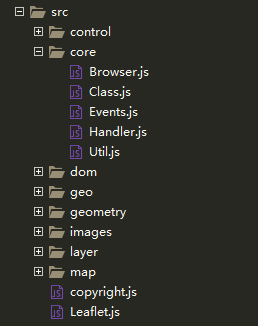 src
control
core
Browser.js
Class.js
Events.js
Handler.js
Util.js
dom
geo
geometry
images
layer
map
copyright.js
Leaflet.js